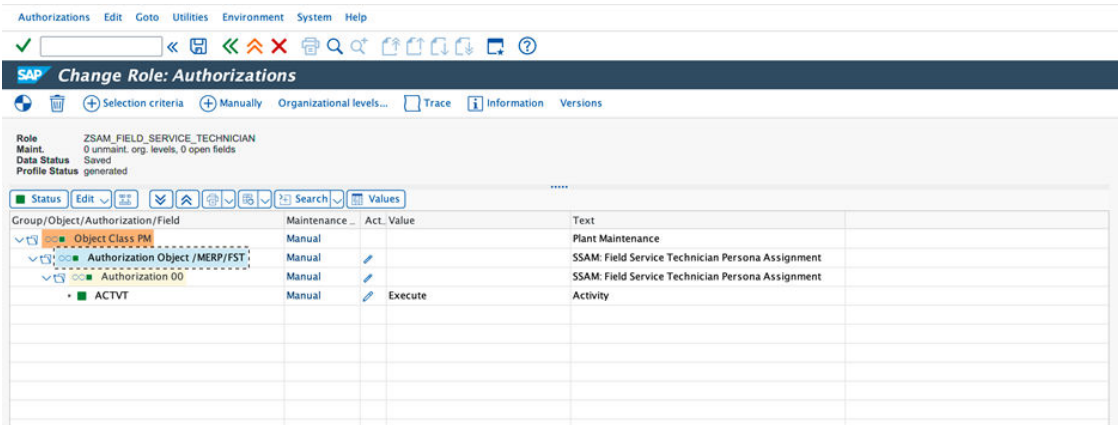 Authorizations Edit Goto Utilities Environment System Help
SAP Change Role: Authorizations
Selection criteria Manually Organizational levels... Trace Information Versions
Role ZSAM_FIELD_SERVICE_TECHNICIAN
Maint. 0 unmaint. org. levels, 0 open fields
Data Status Saved
Profile Status generated
Status Edit Search Values
Group/Object/Authorization/Field Maintenance _ Act_ Value Text
Object Class PM Manual Plant Maintenance
Authorization Object /MERP/FST Manual SSAM: Field Service Technician Persona Assignment
Authorization 00 Manual SSAM: Field Service Technician Persona Assignment
ACTVT Manual Execute Activity